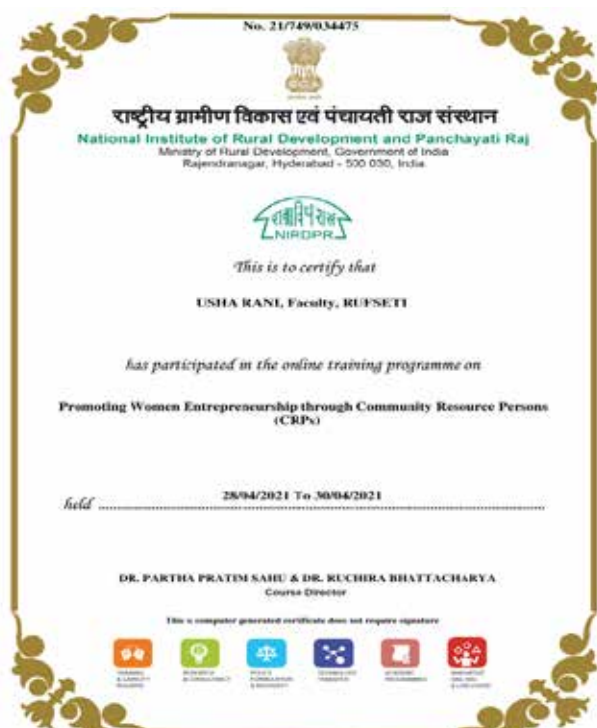 No. 21/749/034475
राष्ट्रीय ग्रामीण विकास एवं पंचायती राज संस्थान
National Institute of Rural Development and Panchayati Raj
Ministry of Rural Development, Government of India
Rajendranagar, Hyderabad - 500 030, India
NIRDPR
This is to certify that
USHA RANI, Faculty, RUFSETI
has participated in the online training programme on
Promoting Women Entrepreneurship through Community Resource Persons
(CRPs)
held 28/04/2021 To 30/04/2021
DR. PARTHA PRATIM SAHU & DR. RUCHIRA BHATTACHARYA
Course Director
This is computer generated certificate does not require signature